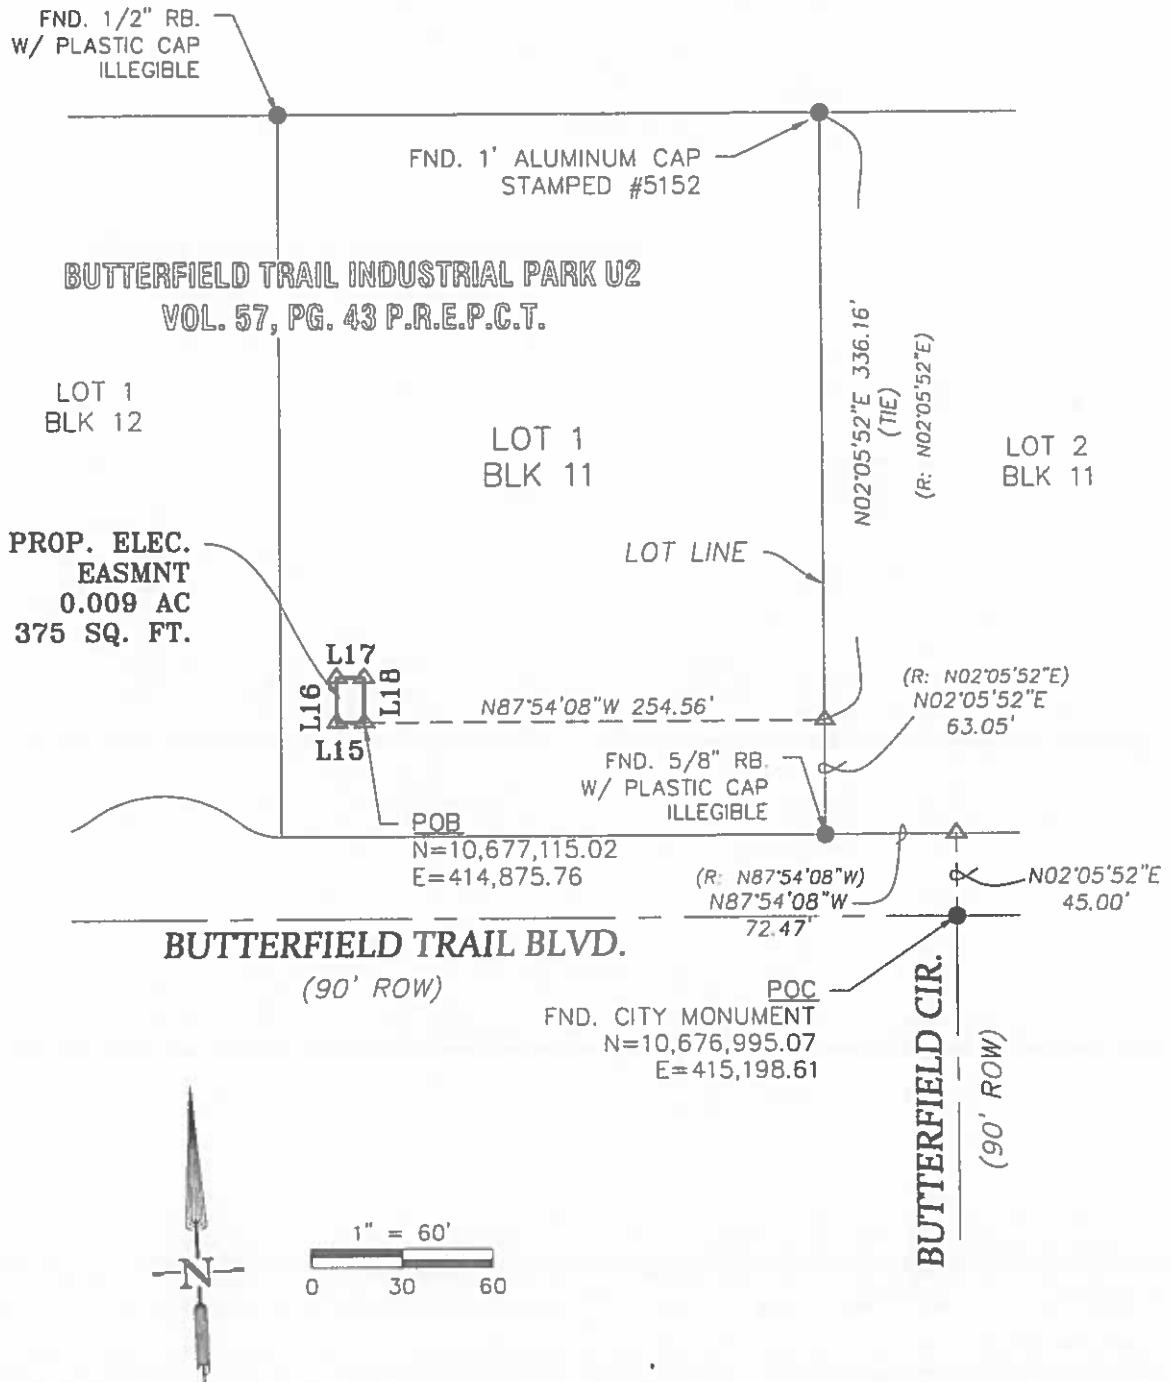 FND. 1/2" RB.
W/ PLASTIC CAP
ILLEGIBLE
FND. 1' ALUMINUM CAP
STAMPED #5152
BUTTERFIELD TRAIL INDUSTRIAL PARK U2
VOL. 57, PG. 43 P.R.E.P.C.T.
LOT 1
BLK 12
LOT 1
BLK 11
N02°05'52"E 336.16'
(TIE)
(R: N02°05'52"E)
LOT 2
BLK 11
PROP. ELEC.
EASMNT
0.009 AC
375 SQ. FT.
LOT LINE
L17
L16
L18
L15
N87°54'08"W 254.56'
(R: N02°05'52"E)
N02°05'52"E
63.05'
FND. 5/8" RB.
W/ PLASTIC CAP
ILLEGIBLE
POB
N=10,677,115.02
E=414,875.76
(R: N87°54'08"W)
N87°54'08"W
72.47'
N02°05'52"E
45.00'
BUTTERFIELD TRAIL BLVD.
(90' ROW)
POC
FND. CITY MONUMENT
N=10,676,995.07
E=415,198.61
BUTTERFIELD CIR.
(90' ROW)
N
1" = 60'
0 30 60